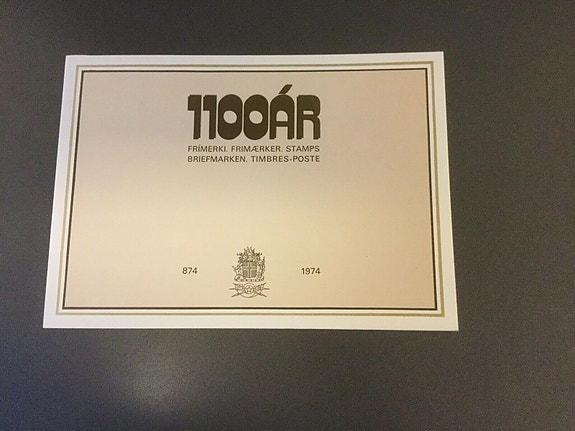 1100ÁR
FRÍMERKI. FRIMÆRKER. STAMPS
BRIEFMARKEN. TIMBRES-POSTE
874 1974